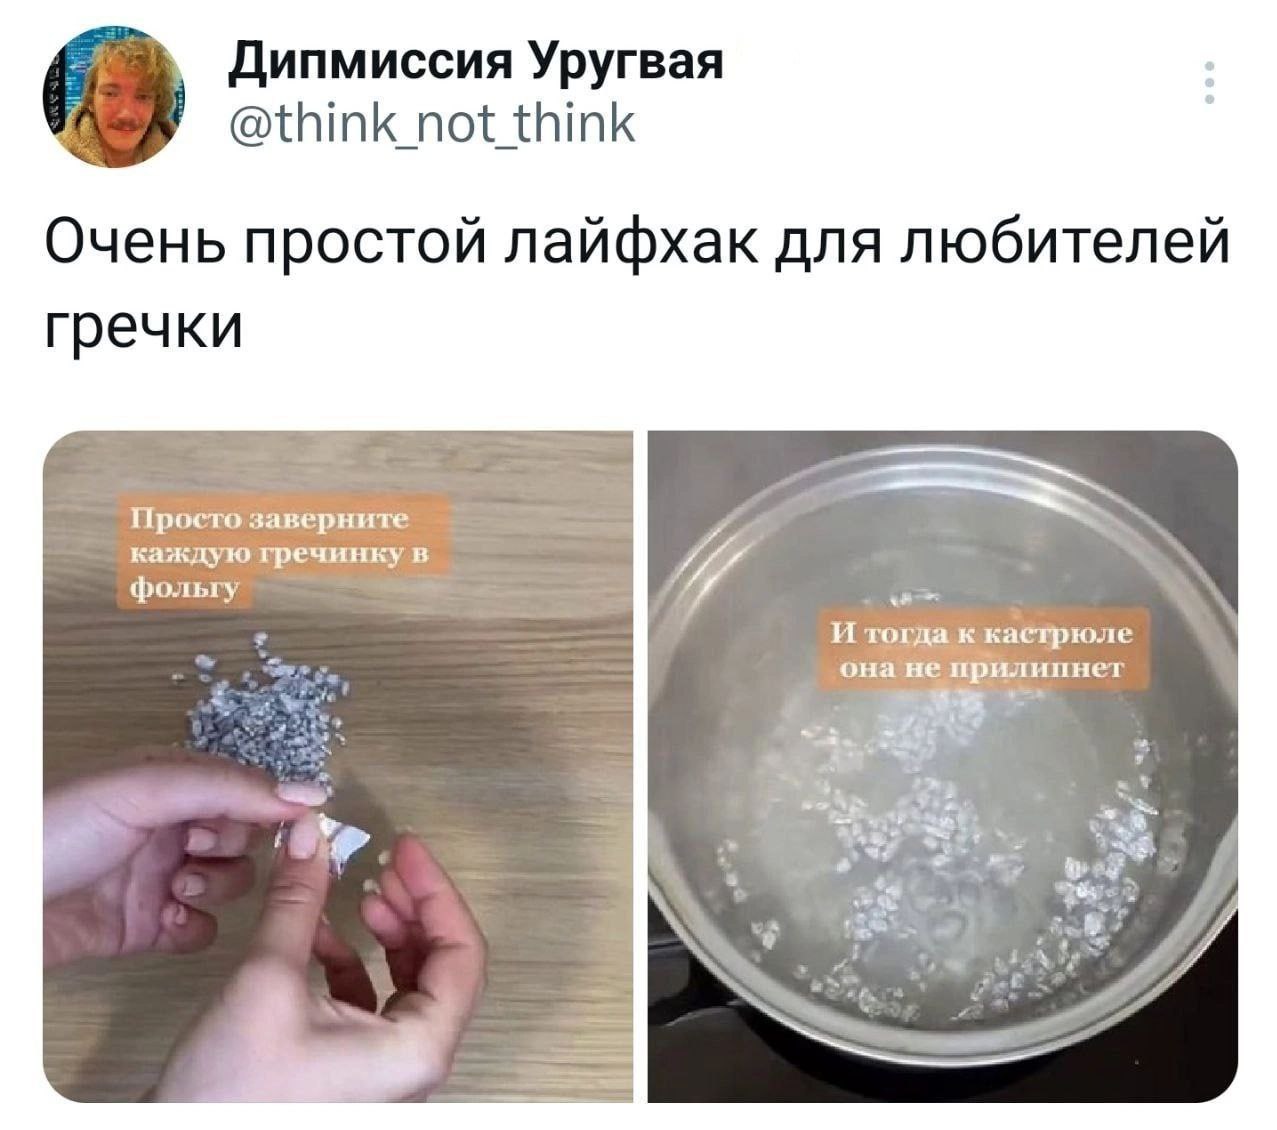 Дипмиссия Уругвая
@think_not_think
Очень простой лайфхак для любителей
гречки
Просто заверните
каждую гречинку в
фольгу
И тогда к кастрюле
она не прилипнет